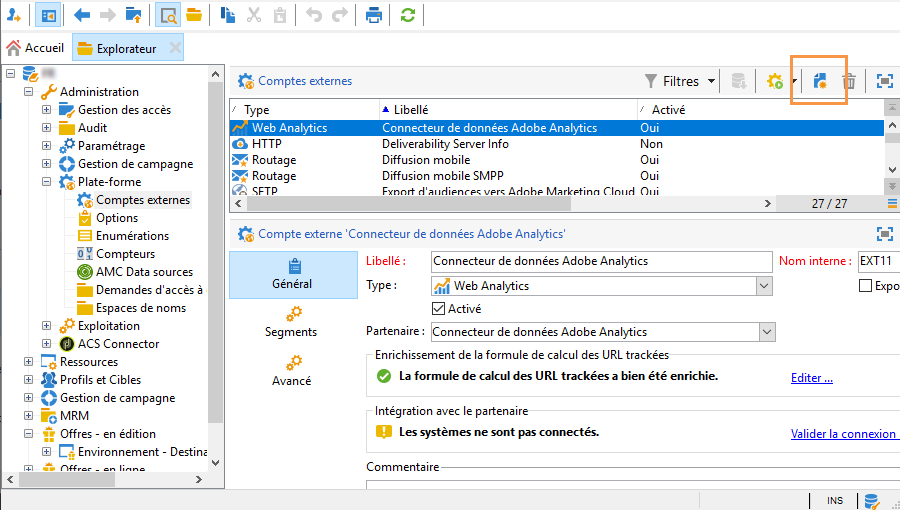 Accueil
Explorateur
Administration
Gestion des accès
Audit
Paramétrage
Gestion de campagne
Plate-forme
Comptes externes
Options
Enumérations
Compteurs
AMC Data sources
Demandes d'accès à
Espaces de noms
Exploitation
ACS Connector
Ressources
Profils et Cibles
Gestion de campagne
MRM
Offres - en édition
Environnement - Destina
Offres - en ligne
Comptes externes
Filtres
Type Libellé Activé
Web Analytics Connecteur de données Adobe Analytics Oui
HTTP Deliverability Server Info Non
Routage Diffusion mobile Oui
Routage Diffusion mobile SMPP Oui
SFTP Export d'audiences vers Adobe Marketing Cloud Oui
27 / 27
Compte externe 'Connecteur de données Adobe Analytics'
Général
Segments
Avancé
Libellé : Connecteur de données Adobe Analytics Nom interne : EXT11
Type : Web Analytics Expo
Activé
Partenaire : Connecteur de données Adobe Analytics
Enrichissement de la formule de calcul des URL trackées
La formule de calcul des URL trackées a bien été enrichie. Editer ...
Intégration avec le partenaire
Les systèmes ne sont pas connectés. Valider la connexion
Commentaire
INS